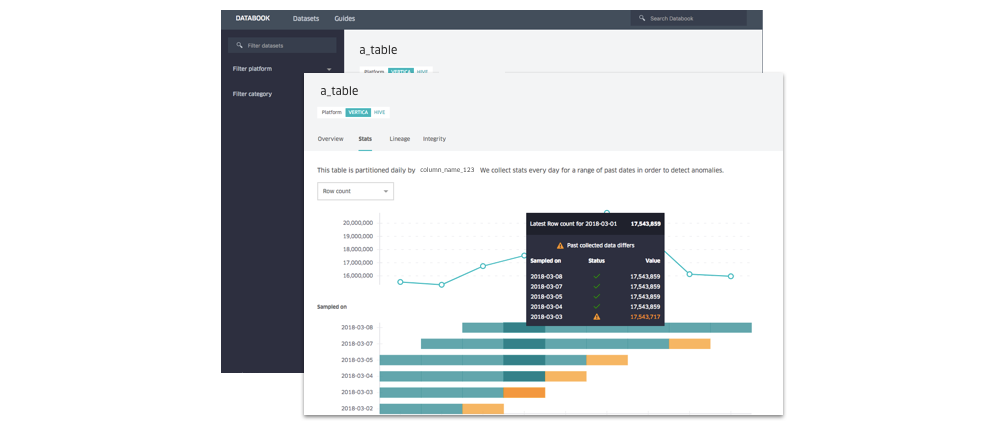 DATABOOK Datasets Guides Search Databook
Filter datasets
Filter platform
Filter category
a_table
Platform VERTICA HIVE
a_table
Platform VERTICA HIVE
Overview Stats Lineage Integrity
This table is partitioned daily by column_name_123 We collect stats every day for a range of past dates in order to detect anomalies.
Row count
20,000,000
19,000,000
18,000,000
17,000,000
16,000,000
Latest Row count for 2018-03-01 17,543,859
Past collected data differs
Sampled on Status Value
2018-03-08 17,543,859
2018-03-07 17,543,859
2018-03-05 17,543,859
2018-03-04 17,543,859
2018-03-03 17,543,717
Sampled on
2018-03-08
2018-03-07
2018-03-05
2018-03-04
2018-03-03
2018-03-02